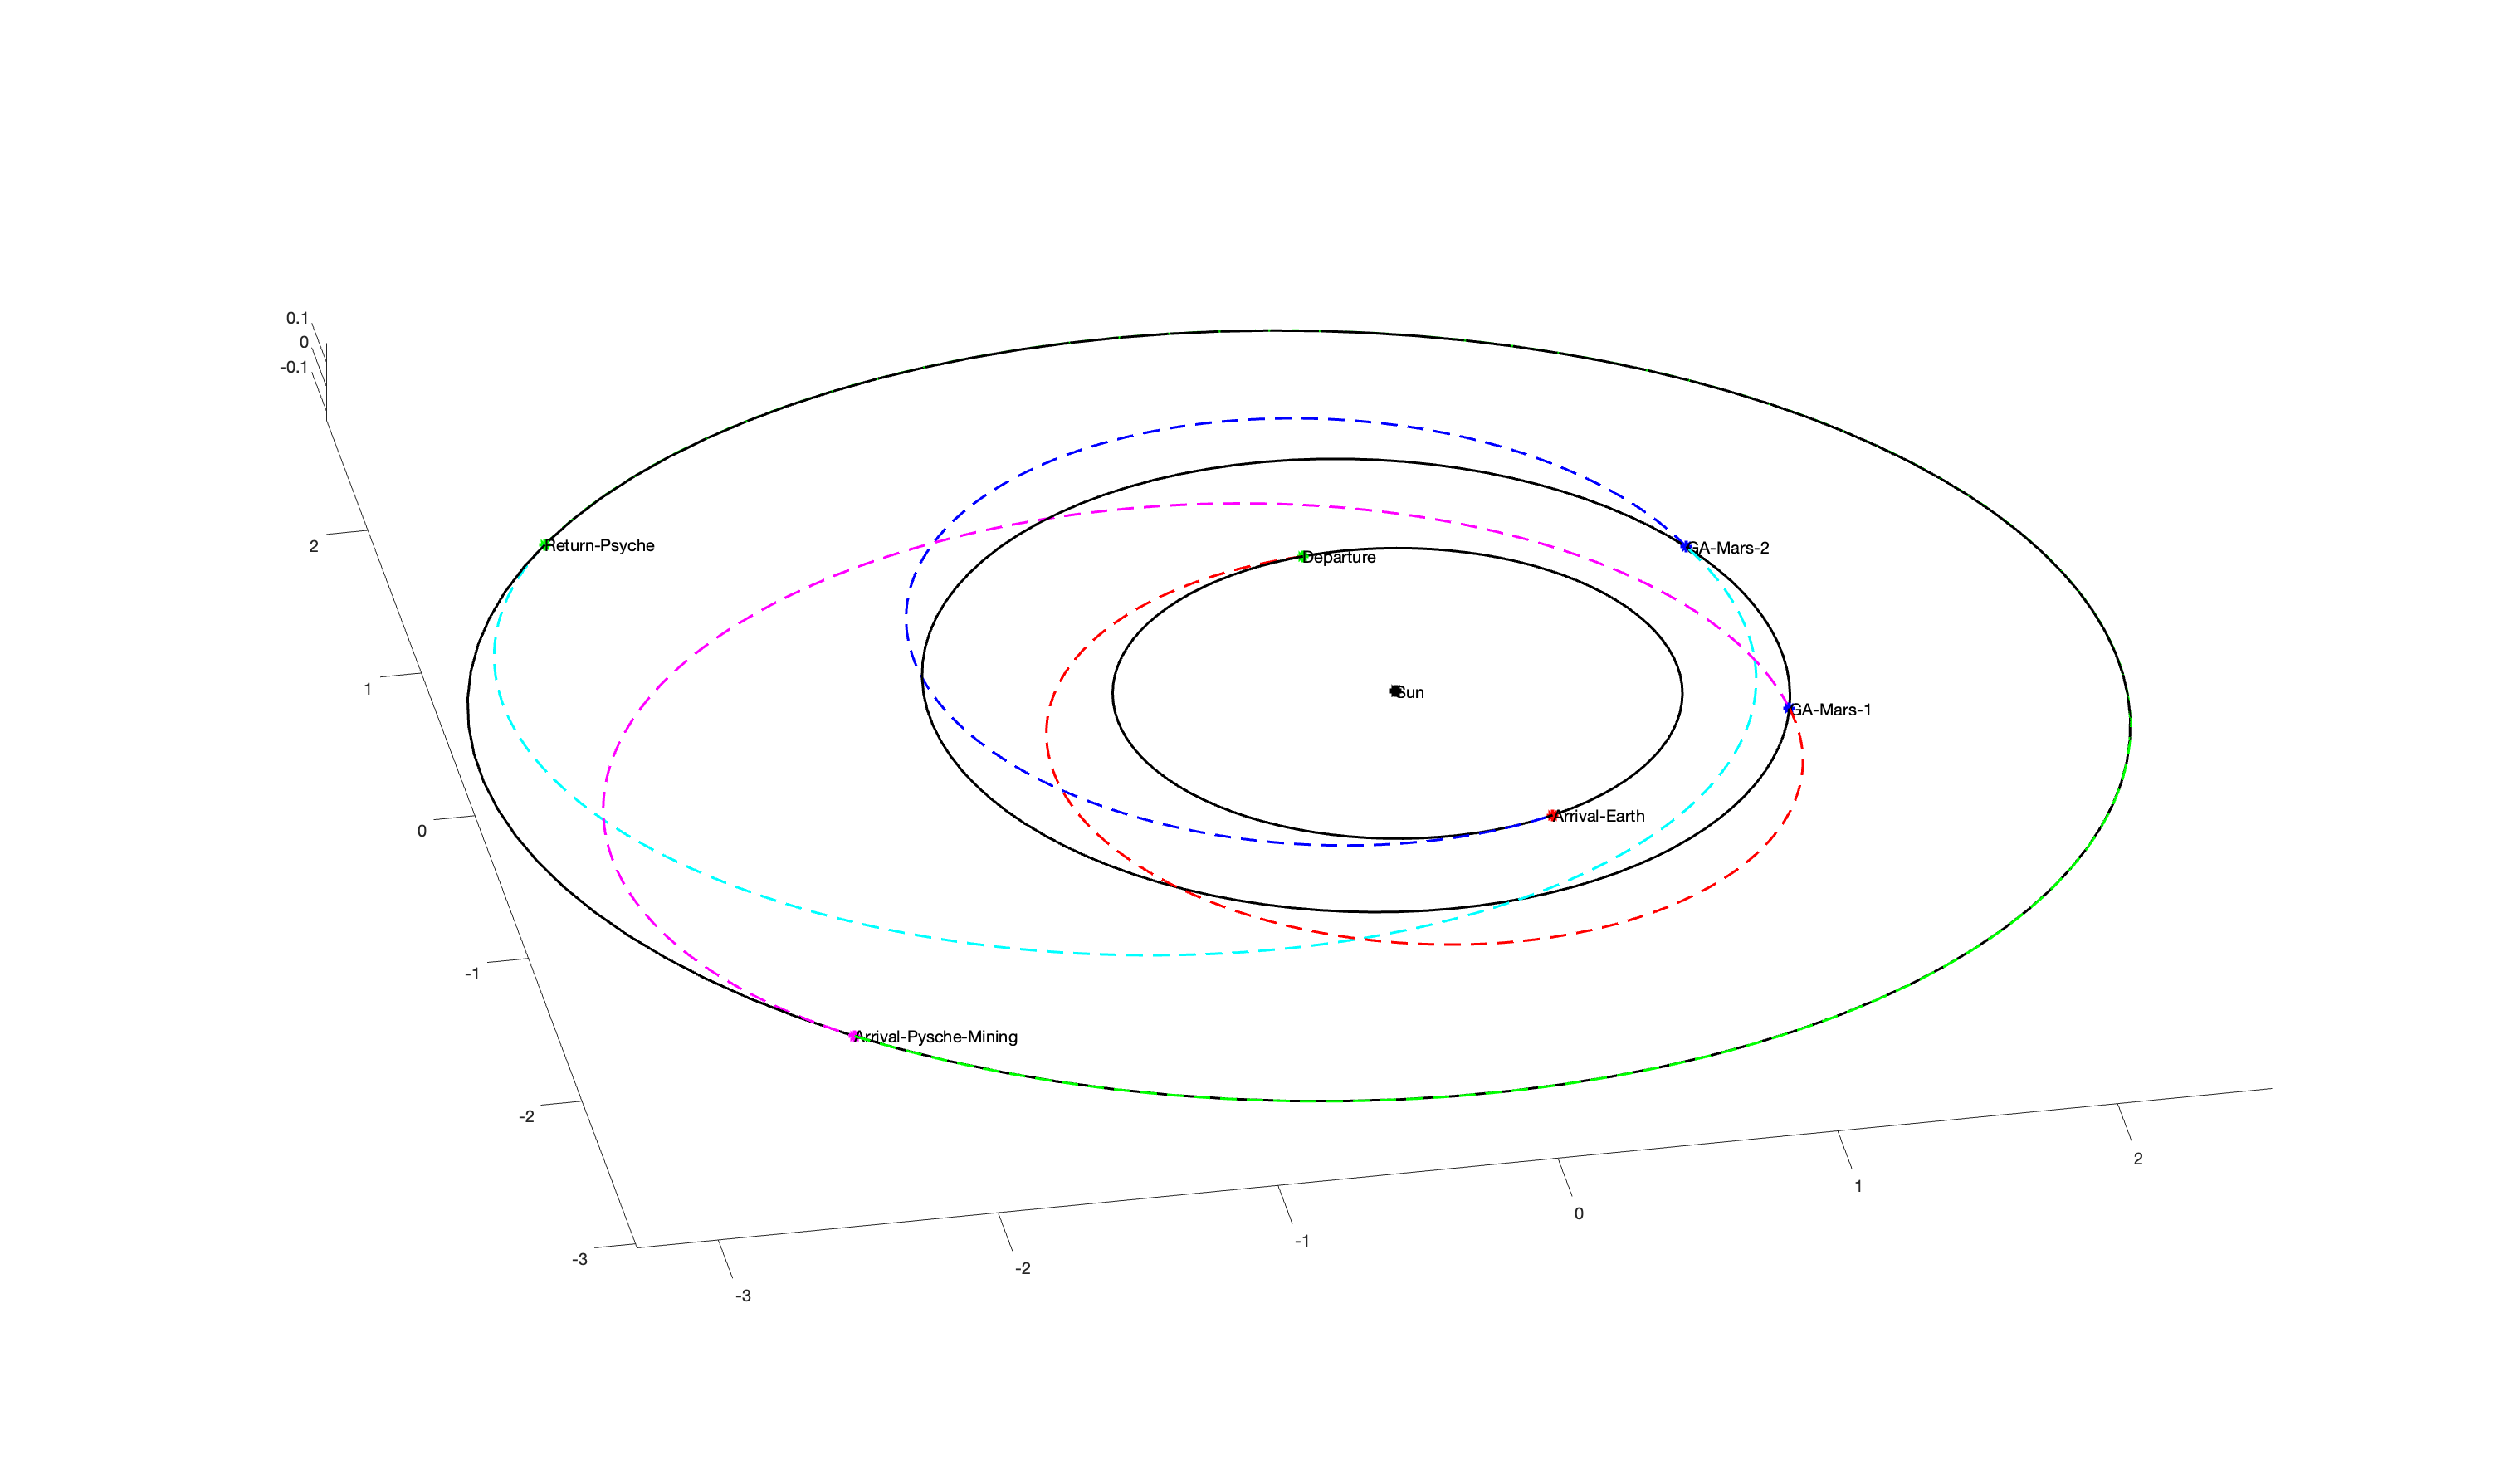 0.1
0
-0.1
2
1
0
-1
-2
-3
Return-Psyche
Departure
GA-Mars-2
Sun
GA-Mars-1
Arrival-Earth
Arrival-Pysche-Mining
-3
-2
-1
0
1
2